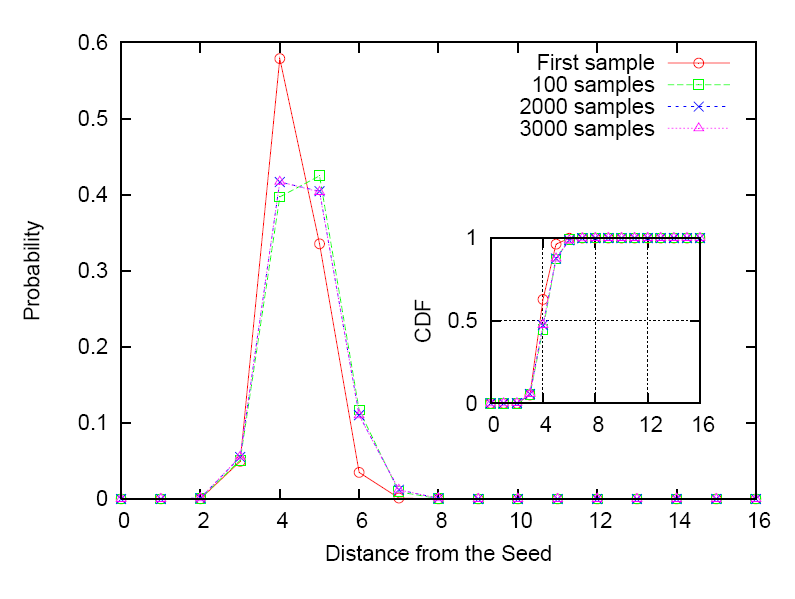 0.6
0.5
0.4
0.3
0.2
0.1
0
Probability
First sample
100 samples
2000 samples
3000 samples
1
0.5
0
CDF
0 4 8 12 16
0 2 4 6 8 10 12 14 16
Distance from the Seed